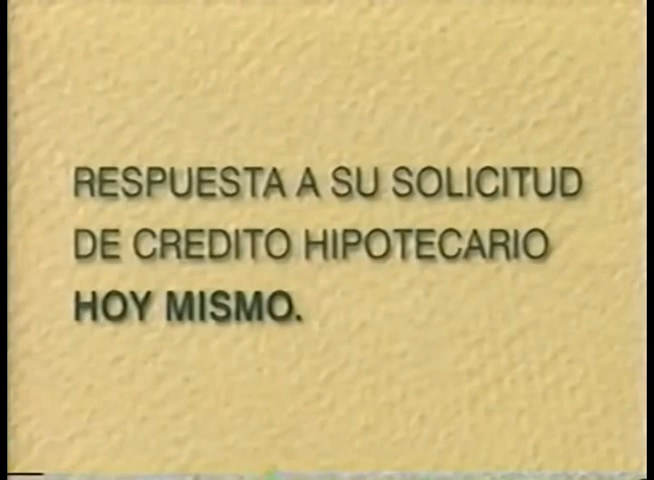 RESPUESTA A SU SOLICITUD
DE CREDITO HIPOTECARIO
HOY MISMO.